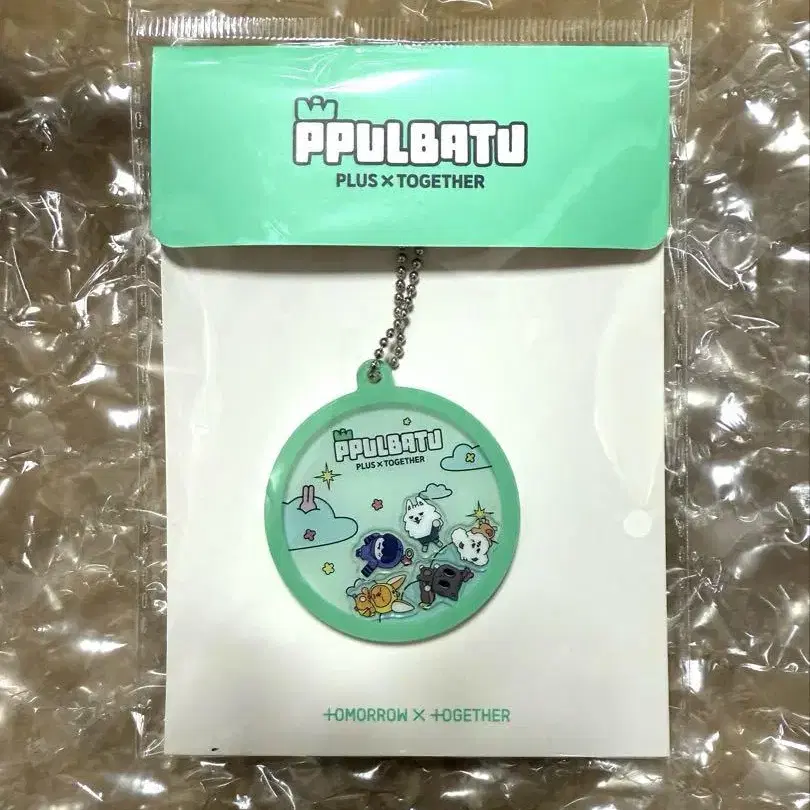 PPULBATU
PLUS × TOGETHER
PPULBATU
PLUS × TOGETHER
TOMORROW × TOGETHER